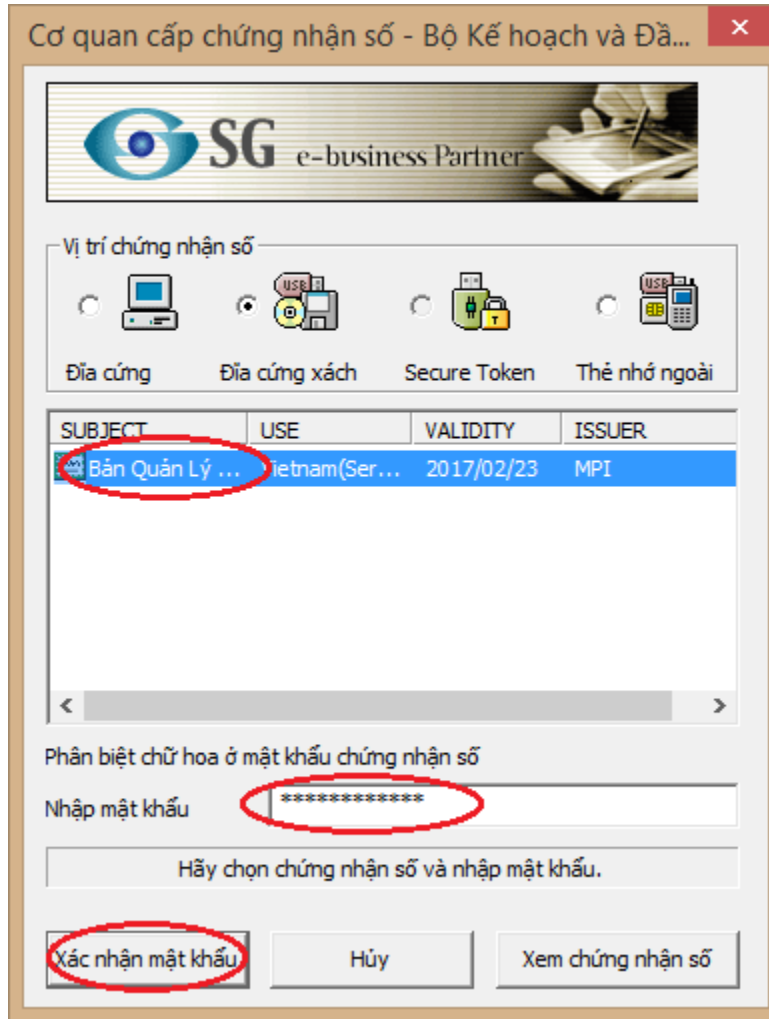 Cơ quan cấp chứng nhận số - Bộ Kế hoạch và Đầ...
SG e-business Partner
Vị trí chứng nhận số
Đĩa cứng Đĩa cứng xách Secure Token Thẻ nhớ ngoài
SUBJECT USE VALIDITY ISSUER
Bản Quản Lý ... Vietnam(Ser... 2017/02/23 MPI
Phân biệt chữ hoa ở mật khẩu chứng nhận số
Nhập mật khẩu ************
Hãy chọn chứng nhận số và nhập mật khẩu.
Xác nhận mật khẩu Hủy Xem chứng nhận số